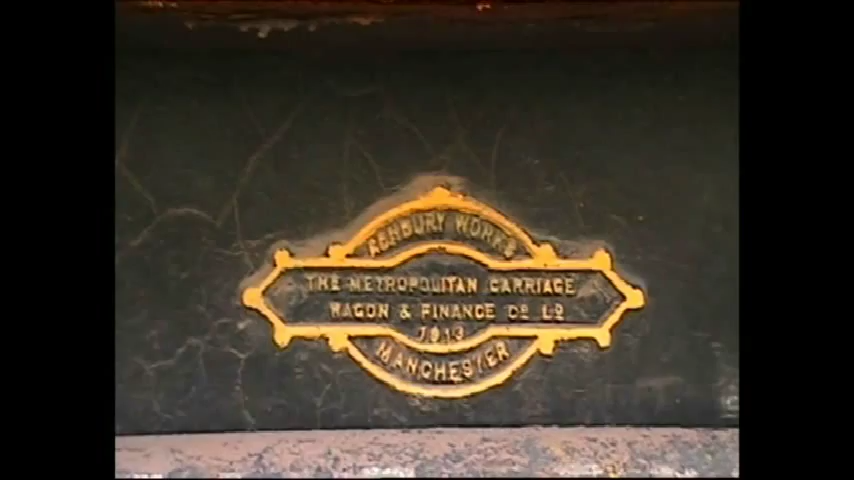 ASHBURY WORKS
THE METROPOLITAN CARRIAGE
WAGON & FINANCE CO LD
1913
MANCHESTER